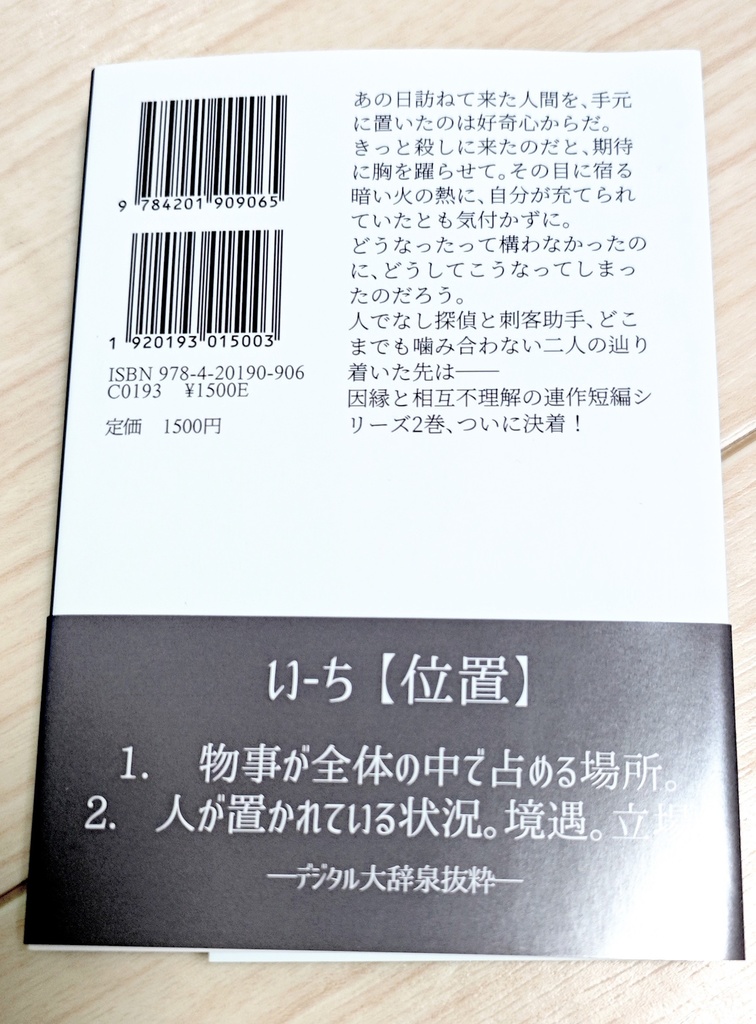 9 784201 909065
1 920193 015003
ISBN 978-4-20190-906
C0193 ¥1500E
定価 1500円
あの日訪ねて来た人間を、手元
に置いたのは好奇心からだ。
きっと殺しに来たのだと、期待
に胸を躍らせて。その目に宿る
暗い火の熱に、自分が充てられ
ていたとも気付かずに。
どうなったって構わなかったの
に、どうしてこうなってしまっ
たのだろう。
人でなし探偵と刺客助手、どこ
までも噛み合わない二人の辿り
着いた先は――
因縁と相互不理解の連作短編シ
リーズ2巻、ついに決着！
い-ち【位置】
1. 物事が全体の中で占める場所。
2. 人が置かれている状況。境遇。立場
―デジタル大辞泉抜粋―